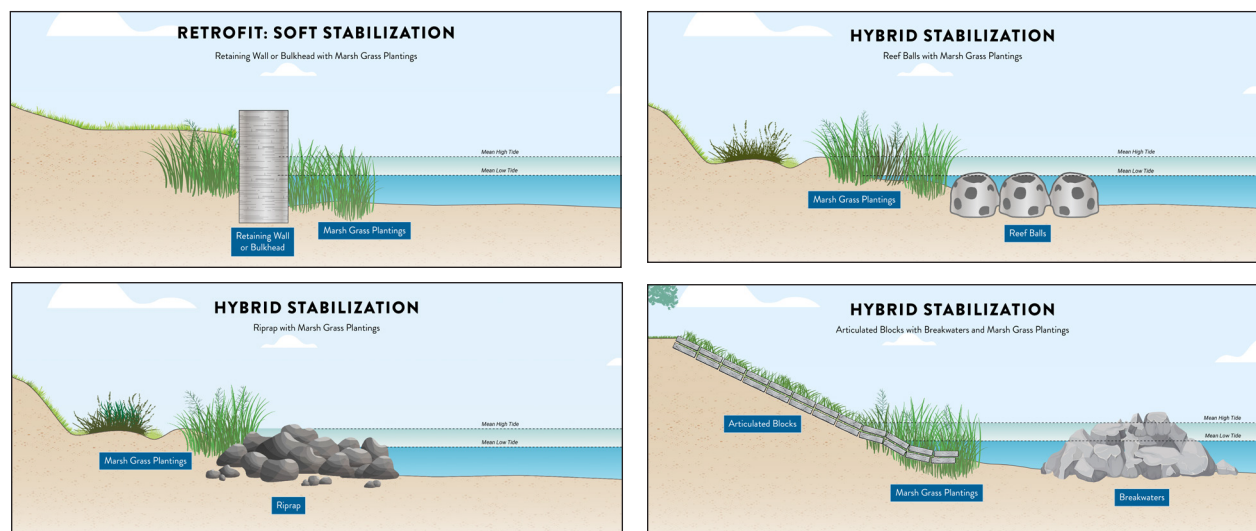 RETROFIT: SOFT STABILIZATION
Retaining Wall or Bulkhead with Marsh Grass Plantings
Mean High Tide
Mean Low Tide
Retaining Wall
or Bulkhead
Marsh Grass Plantings
HYBRID STABILIZATION
Reef Balls with Marsh Grass Plantings
Mean High Tide
Mean Low Tide
Marsh Grass Plantings
Reef Balls
HYBRID STABILIZATION
Riprap with Marsh Grass Plantings
Mean High Tide
Mean Low Tide
Marsh Grass Plantings
Riprap
HYBRID STABILIZATION
Articulated Blocks with Breakwaters and Marsh Grass Plantings
Mean High Tide
Articulated Blocks
Mean Low Tide
Marsh Grass Plantings
Breakwaters